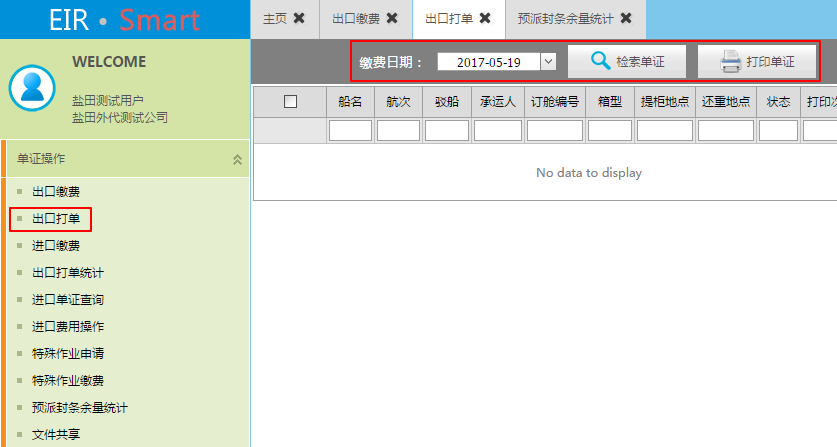 EIR • Smart
主页 ✖ 出口缴费 ✖ 出口打单 ✖ 预派封条余量统计 ✖
WELCOME
盐田测试用户
盐田外代测试公司
缴费日期： 2017-05-19 检索单证 打印单证
船名 航次 驳船 承运人 订舱编号 箱型 提柜地点 还重地点 状态 打印次
No data to display
单证操作
出口缴费
出口打单
进口缴费
出口打单统计
进口单证查询
进口费用操作
特殊作业申请
特殊作业缴费
预派封条余量统计
文件共享